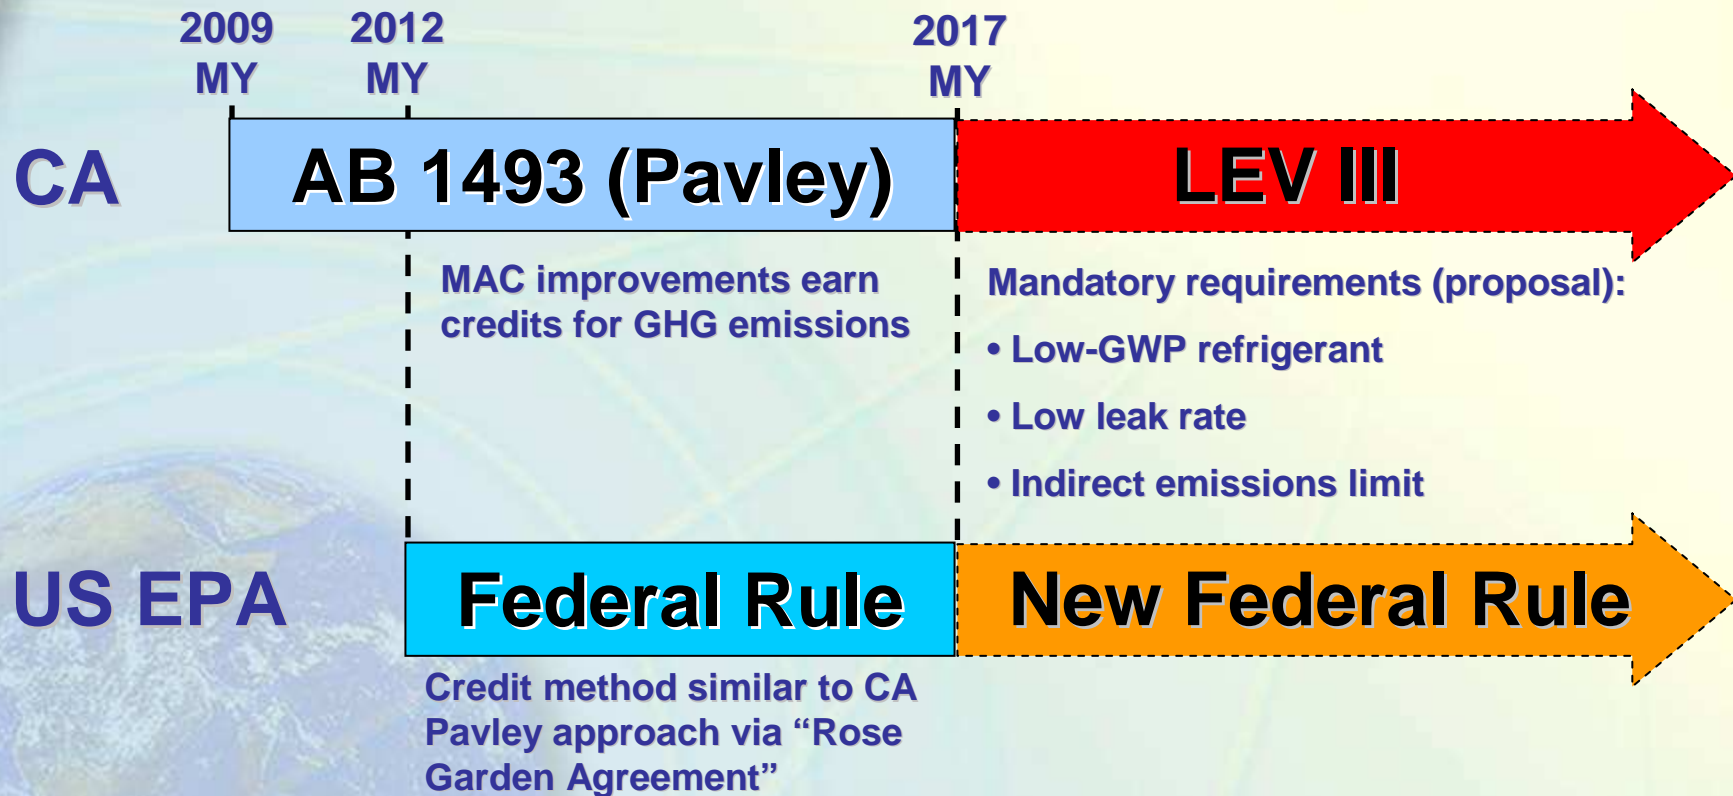 2009 MY
2012 MY
2017 MY
CA
AB 1493 (Pavley)
LEV III
MAC improvements earn
credits for GHG emissions
Mandatory requirements (proposal):
• Low-GWP refrigerant
• Low leak rate
• Indirect emissions limit
US EPA
Federal Rule
New Federal Rule
Credit method similar to CA
Pavley approach via “Rose
Garden Agreement”